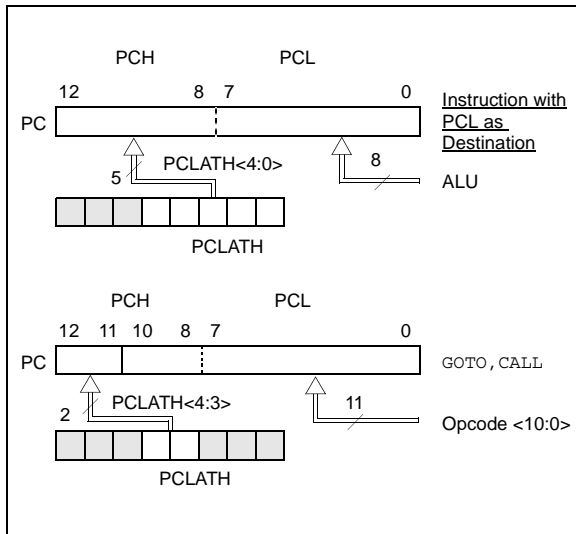 PCH PCL
12 8 7 0
PC
Instruction with
PCL as
Destination
5 PCLATH<4:0> 8
ALU
PCLATH
PCH PCL
12 11 10 8 7 0
PC GOTO,CALL
2 PCLATH<4:3> 11
Opcode <10:0>
PCLATH